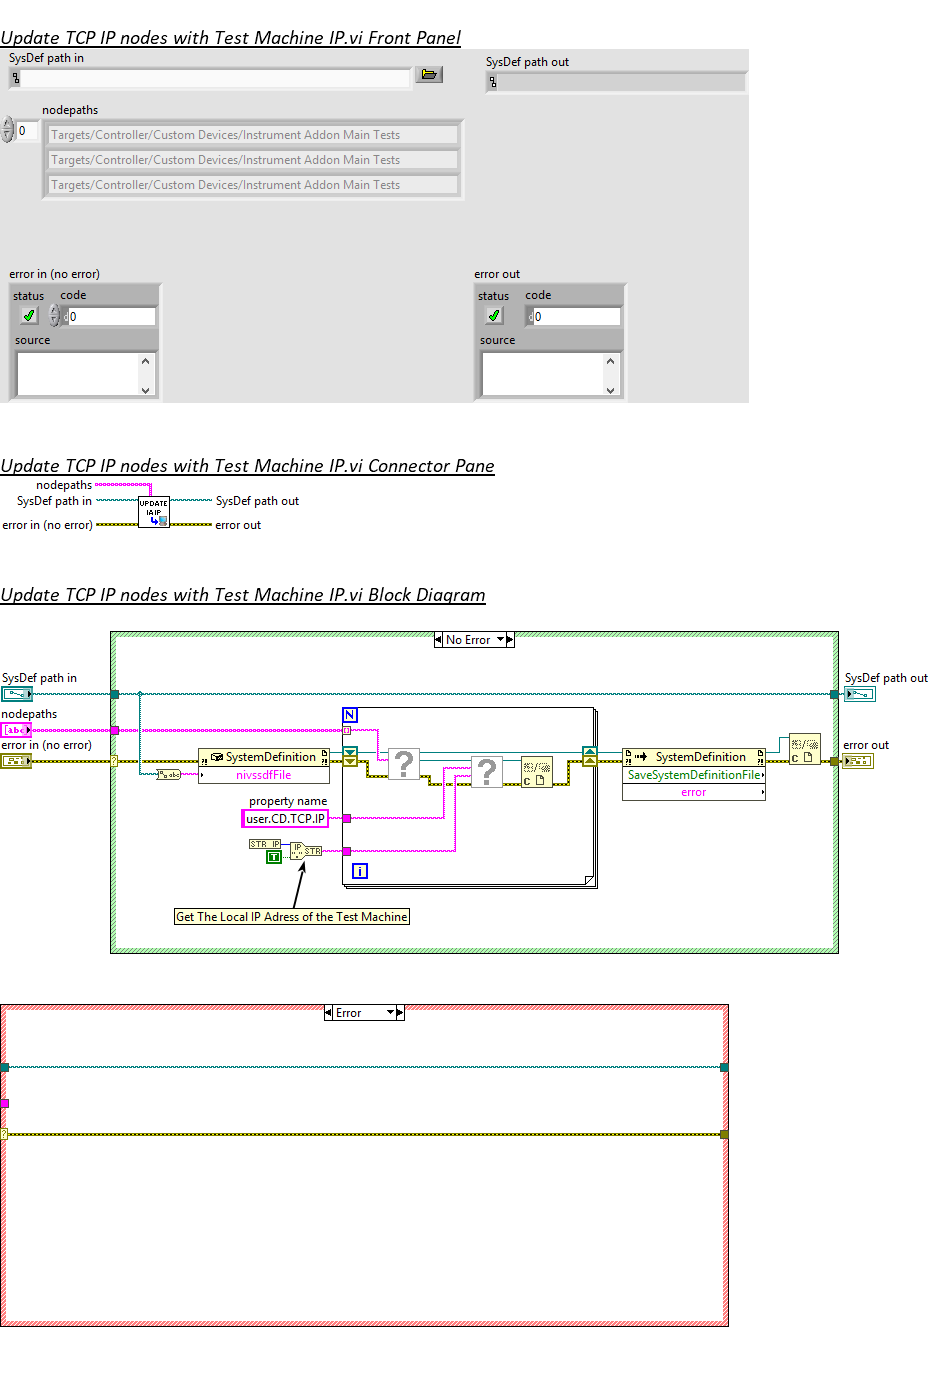 Update TCP IP nodes with Test Machine IP.vi Front Panel
SysDef path in
SysDef path out
nodepaths
0
Targets/Controller/Custom Devices/Instrument Addon Main Tests
Targets/Controller/Custom Devices/Instrument Addon Main Tests
Targets/Controller/Custom Devices/Instrument Addon Main Tests
error in (no error)
status
code
d
0
source
error out
status
code
d
0
source
Update TCP IP nodes with Test Machine IP.vi Connector Pane
nodepaths
SysDef path in
error in (no error)
UPDATE
IA IP
SysDef path out
error out
Update TCP IP nodes with Test Machine IP.vi Block Diagram
No Error
SysDef path in
SysDef path out
nodepaths
abc
error in (no error)
error out
N
SystemDefinition
nivssdfFile
abc
?
?
?
C
SystemDefinition
SaveSystemDefinitionFile
error
C
property name
user.CD.TCP.IP
STR IP
T
IP
STR
i
Get The Local IP Adress of the Test Machine
Error
?